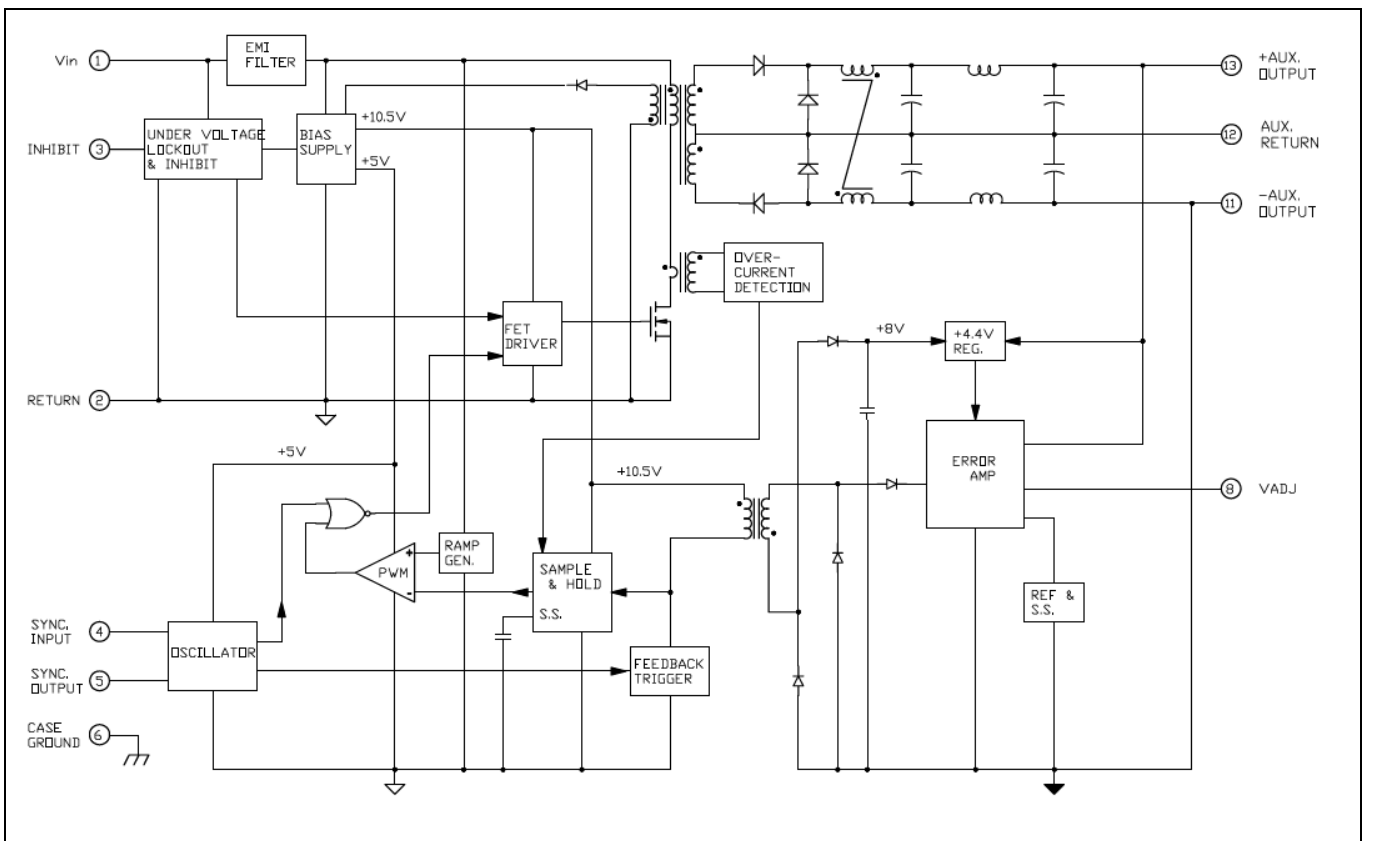 Vin 1
EMI
FILTER
13 +AUX.
OUTPUT
+10.5V
INHIBIT 3
UNDER VOLTAGE
LOCKOUT
& INHIBIT
BIAS
SUPPLY
+5V
12 AUX.
RETURN
11 -AUX.
OUTPUT
OVER-
CURRENT
DETECTION
FET
DRIVER
+8V
+4.4V
REG.
RETURN 2
+5V
+10.5V
ERROR
AMP
8 VADJ
RAMP
GEN.
+
PWM
-
SAMPLE
& HOLD
S.S.
REF &
S.S.
SYNC.
INPUT 4
OSCILLATOR
SYNC.
OUTPUT 5
FEEDBACK
TRIGGER
CASE
GROUND 6